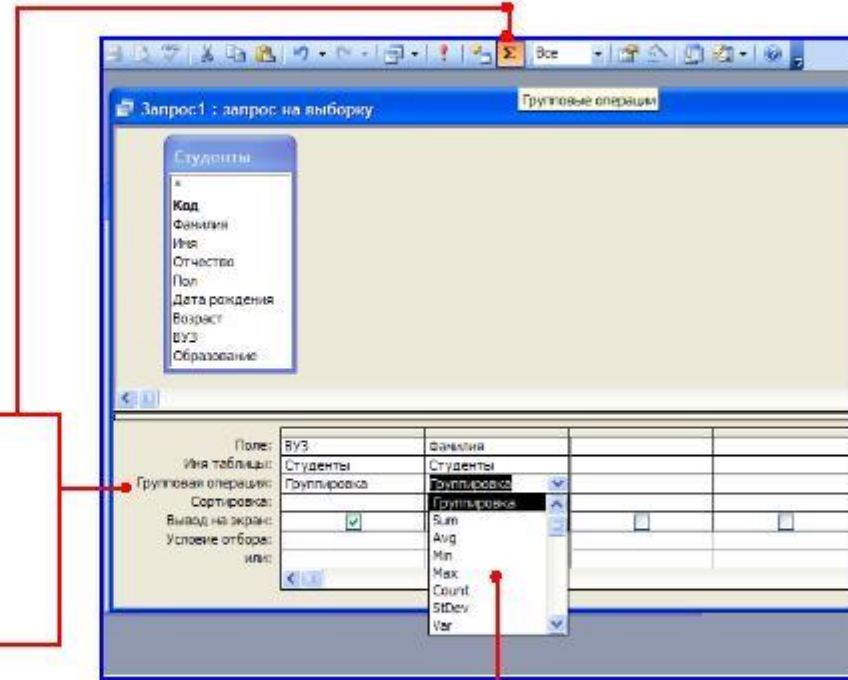 Σ Все
Групповые операции
Запрос1 : запрос на выборку
Студенты
*
Код
Фамилия
Имя
Отчество
Пол
Дата рождения
Возраст
ВУЗ
Образование
Поле: ВУЗ Фамилия
Имя таблицы: Студенты Студенты
Групповая операция: Группировка Группировка
Сортировка: Группировка
Вывод на экран: Sum
Условие отбора: Avg
или: Min
Max
Count
StDev
Var